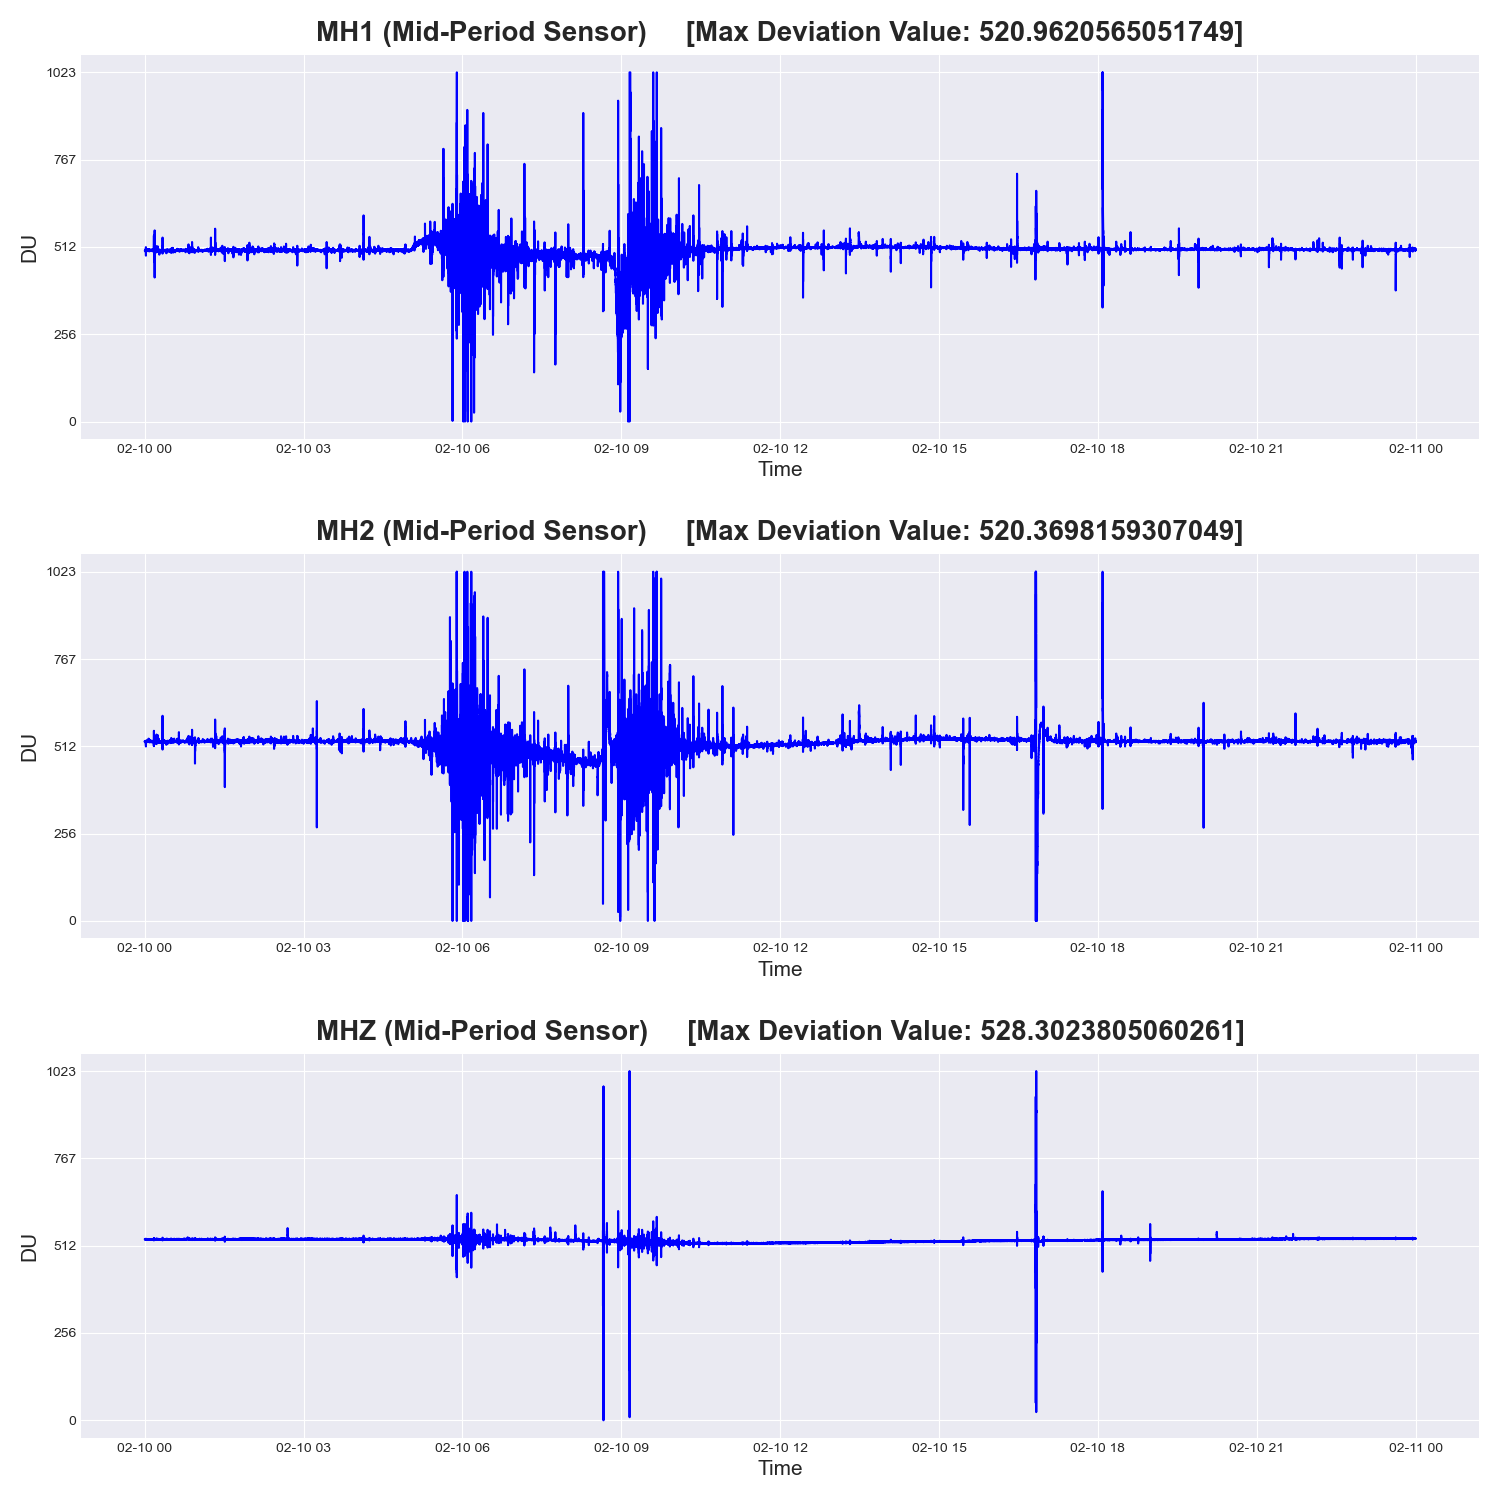 MH1 (Mid-Period Sensor) [Max Deviation Value: 520.9620565051749]
1023
767
512
256
0
DU
02-10 00 02-10 03 02-10 06 02-10 09 02-10 12 02-10 15 02-10 18 02-10 21 02-11 00
Time
MH2 (Mid-Period Sensor) [Max Deviation Value: 520.3698159307049]
1023
767
512
256
0
DU
02-10 00 02-10 03 02-10 06 02-10 09 02-10 12 02-10 15 02-10 18 02-10 21 02-11 00
Time
MHZ (Mid-Period Sensor) [Max Deviation Value: 528.3023805060261]
1023
767
512
256
0
DU
02-10 00 02-10 03 02-10 06 02-10 09 02-10 12 02-10 15 02-10 18 02-10 21 02-11 00
Time